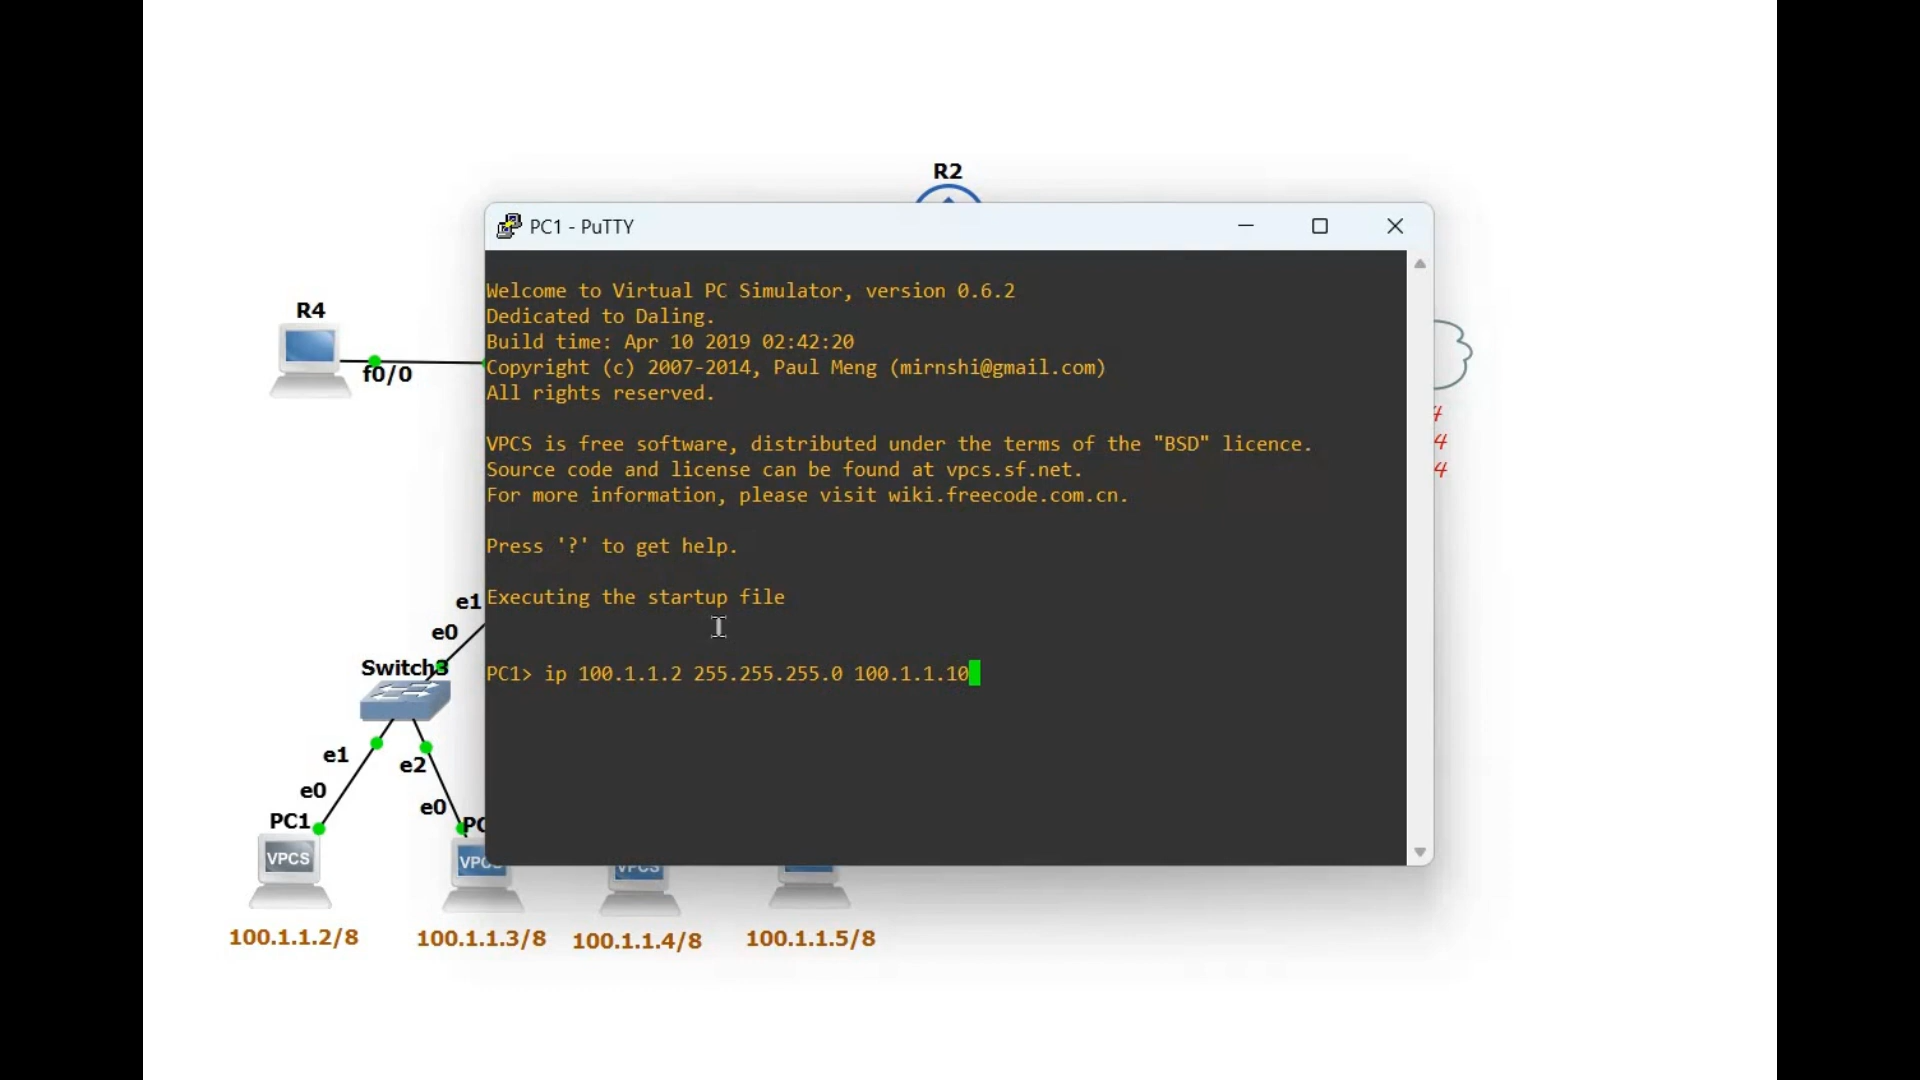 R2
PC1 - PuTTY
Welcome to Virtual PC Simulator, version 0.6.2
Dedicated to Daling.
Build time: Apr 10 2019 02:42:20
Copyright (c) 2007-2014, Paul Meng (mirnshi@gmail.com)
All rights reserved.
VPCS is free software, distributed under the terms of the "BSD" licence.
Source code and license can be found at vpcs.sf.net.
For more information, please visit wiki.freecode.com.cn.
Press '?' to get help.
Executing the startup file
PC1> ip 100.1.1.2 255.255.255.0 100.1.1.10
R4
f0/0
4
4
4
e1
e0
Switch3
e1
e2
e0
e0
PC1
PC
VPCS
VPCS
VPCS
100.1.1.2/8
100.1.1.3/8
100.1.1.4/8
100.1.1.5/8